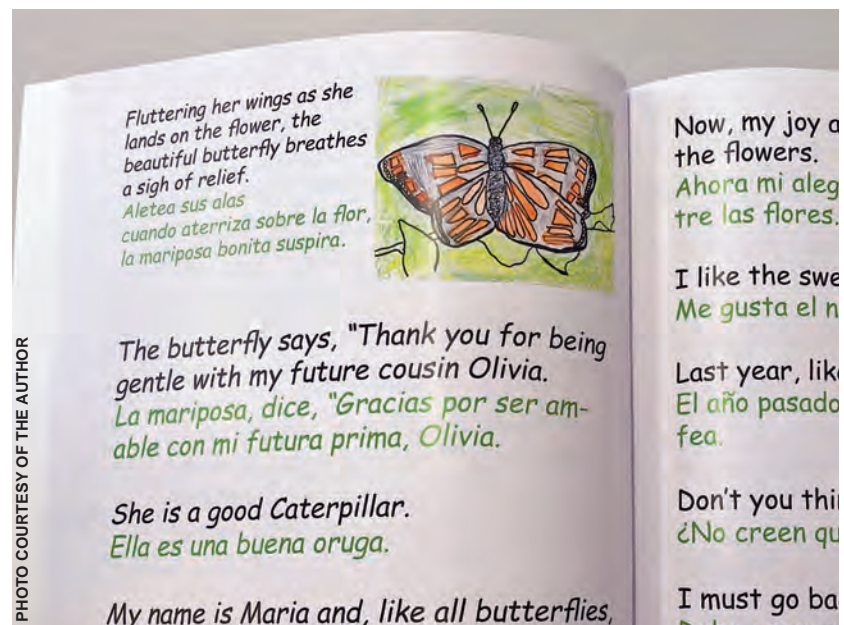 Fluttering her wings as she
lands on the flower, the
beautiful butterfly breathes
a sigh of relief.
Aletea sus alas
cuando aterriza sobre la flor,
la mariposa bonita suspira.
The butterfly says, "Thank you for being
gentle with my future cousin Olivia.
La mariposa, dice, "Gracias por ser am-
able con mi futura prima, Olivia.
She is a good Caterpillar.
Ella es una buena oruga.
My name is Maria and, like all butterflies,
Now, my joy a
the flowers.
Ahora mi aleg
tre las flores.
I like the swe
Me gusta el n
Last year, lik
El año pasado
fea.
Don't you thi
¿No creen qu
I must go ba
PHOTO COURTESY OF THE AUTHOR